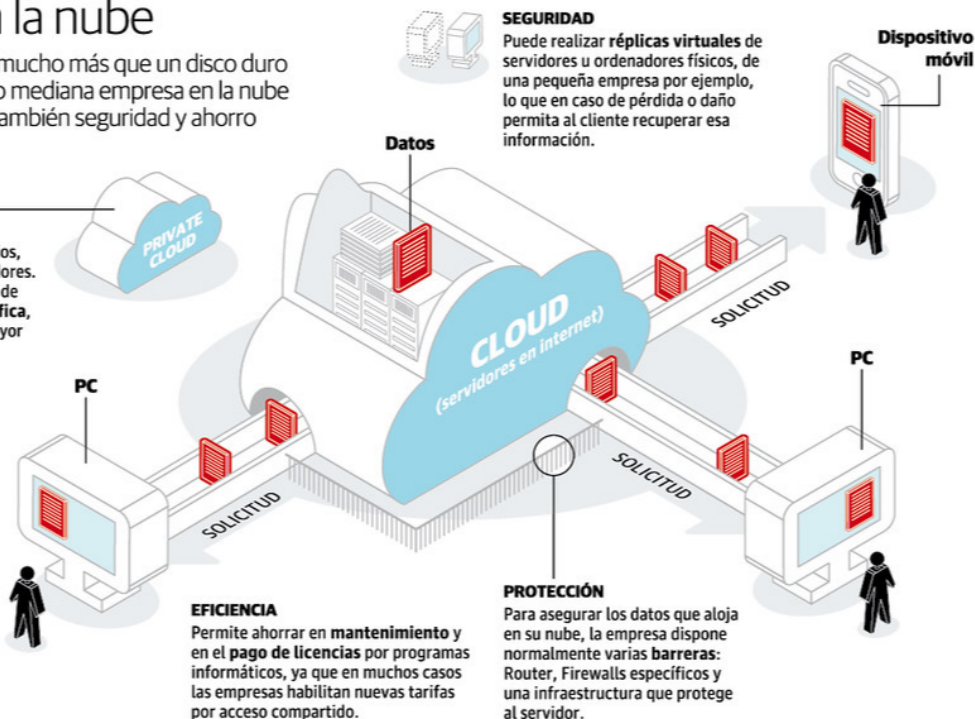 la nube
mucho más que un disco duro
o mediana empresa en la nube
también seguridad y ahorro
SEGURIDAD
Puede realizar réplicas virtuales de
servidores u ordenadores físicos, de
una pequeña empresa por ejemplo,
lo que en caso de pérdida o daño
permita al cliente recuperar esa
información.
Dispositivo
móvil
Datos
PRIVATE
CLOUD
os,
ores.
de
fica,
yor
CLOUD
(servidores en internet)
SOLICITUD
PC
PC
SOLICITUD
SOLICITUD
EFICIENCIA
Permite ahorrar en mantenimiento y
en el pago de licencias por programas
informáticos, ya que en muchos casos
las empresas habilitan nuevas tarifas
por acceso compartido.
PROTECCIÓN
Para asegurar los datos que aloja
en su nube, la empresa dispone
normalmente varias barreras:
Router, Firewalls específicos y
una infraestructura que protege
al servidor.